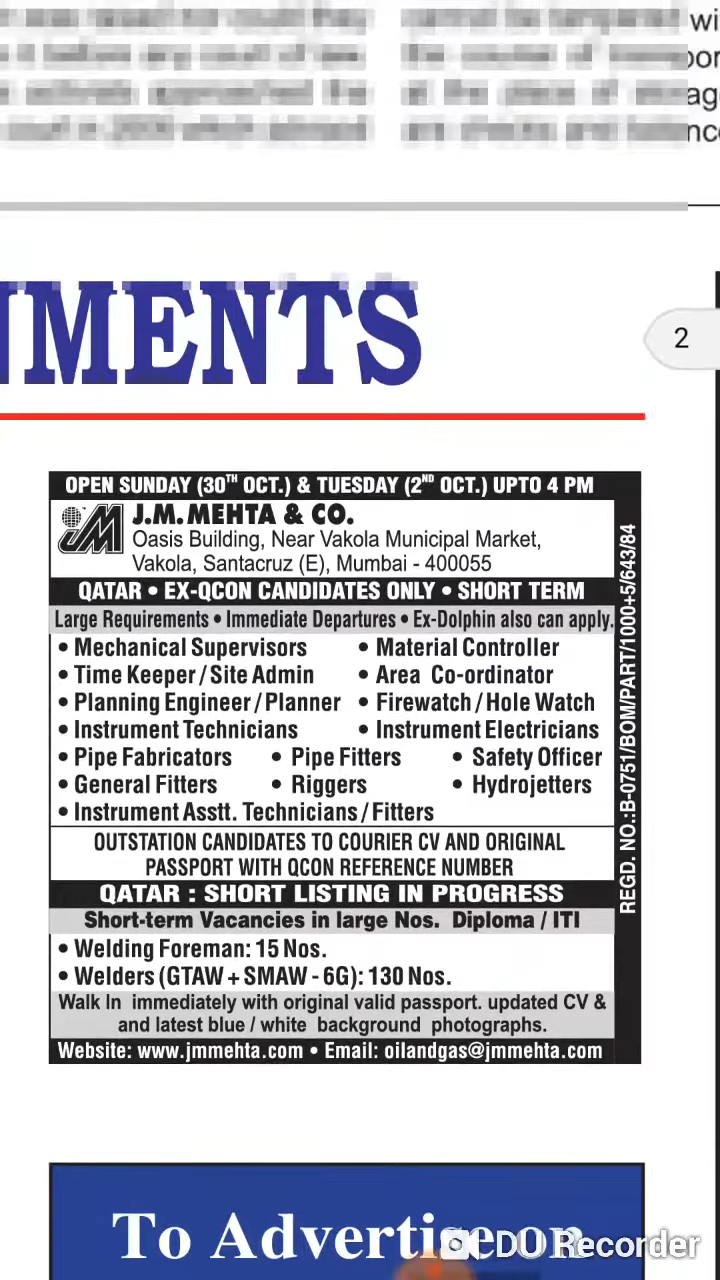 wi
por
ag
nce
NMENTS
2
OPEN SUNDAY (30TH OCT.) & TUESDAY (2ND OCT.) UPTO 4 PM
JM
J.M. MEHTA & CO.
Oasis Building, Near Vakola Municipal Market,
Vakola, Santacruz (E), Mumbai - 400055
QATAR • EX-QCON CANDIDATES ONLY • SHORT TERM
Large Requirements • Immediate Departures • Ex-Dolphin also can apply.
• Mechanical Supervisors • Material Controller
• Time Keeper / Site Admin • Area Co-ordinator
• Planning Engineer / Planner • Firewatch / Hole Watch
• Instrument Technicians • Instrument Electricians
• Pipe Fabricators • Pipe Fitters • Safety Officer
• General Fitters • Riggers • Hydrojetters
• Instrument Asstt. Technicians / Fitters
OUTSTATION CANDIDATES TO COURIER CV AND ORIGINAL
PASSPORT WITH QCON REFERENCE NUMBER
QATAR : SHORT LISTING IN PROGRESS
Short-term Vacancies in large Nos. Diploma / ITI
• Welding Foreman: 15 Nos.
• Welders (GTAW + SMAW - 6G): 130 Nos.
Walk In immediately with original valid passport. updated CV &
and latest blue / white background photographs.
Website: www.jmmehta.com • Email: oilandgas@jmmehta.com
REGD. NO.:B-0751/BOM/PART/1000+5/643/84
To Advertise on
DU Recorder